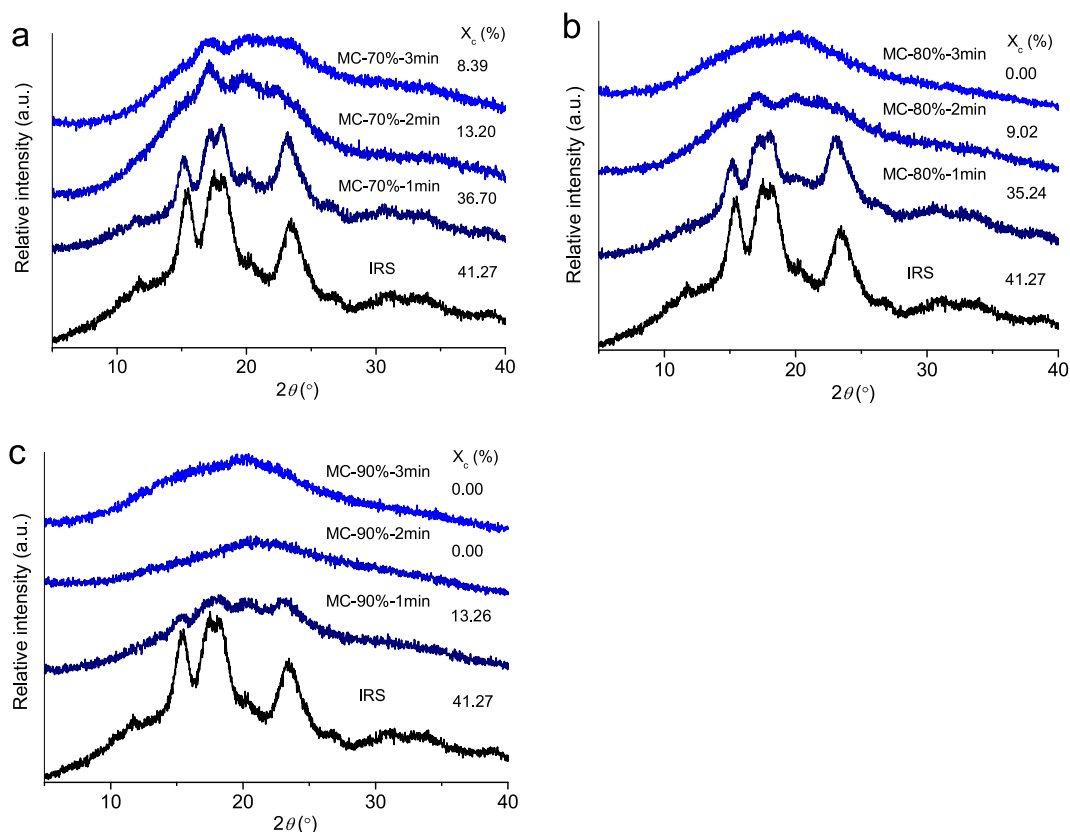 a
X_c (%)
MC-70%-3min
8.39
MC-70%-2min
13.20
MC-70%-1min
36.70
IRS
41.27
Relative intensity (a.u.)
10 20 30 40
2θ (°)
b
X_c (%)
MC-80%-3min
0.00
MC-80%-2min
9.02
MC-80%-1min
35.24
IRS
41.27
Relative intensity (a.u.)
10 20 30 40
2θ (°)
c
X_c (%)
MC-90%-3min
0.00
MC-90%-2min
0.00
MC-90%-1min
13.26
IRS
41.27
Relative intensity (a.u.)
10 20 30 40
2θ (°)